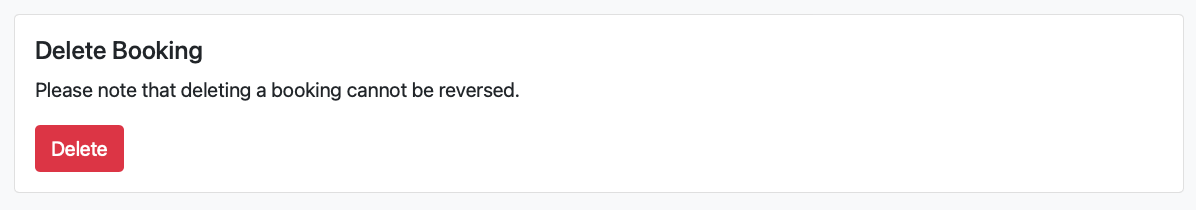 Delete Booking
Please note that deleting a booking cannot be reversed.
Delete